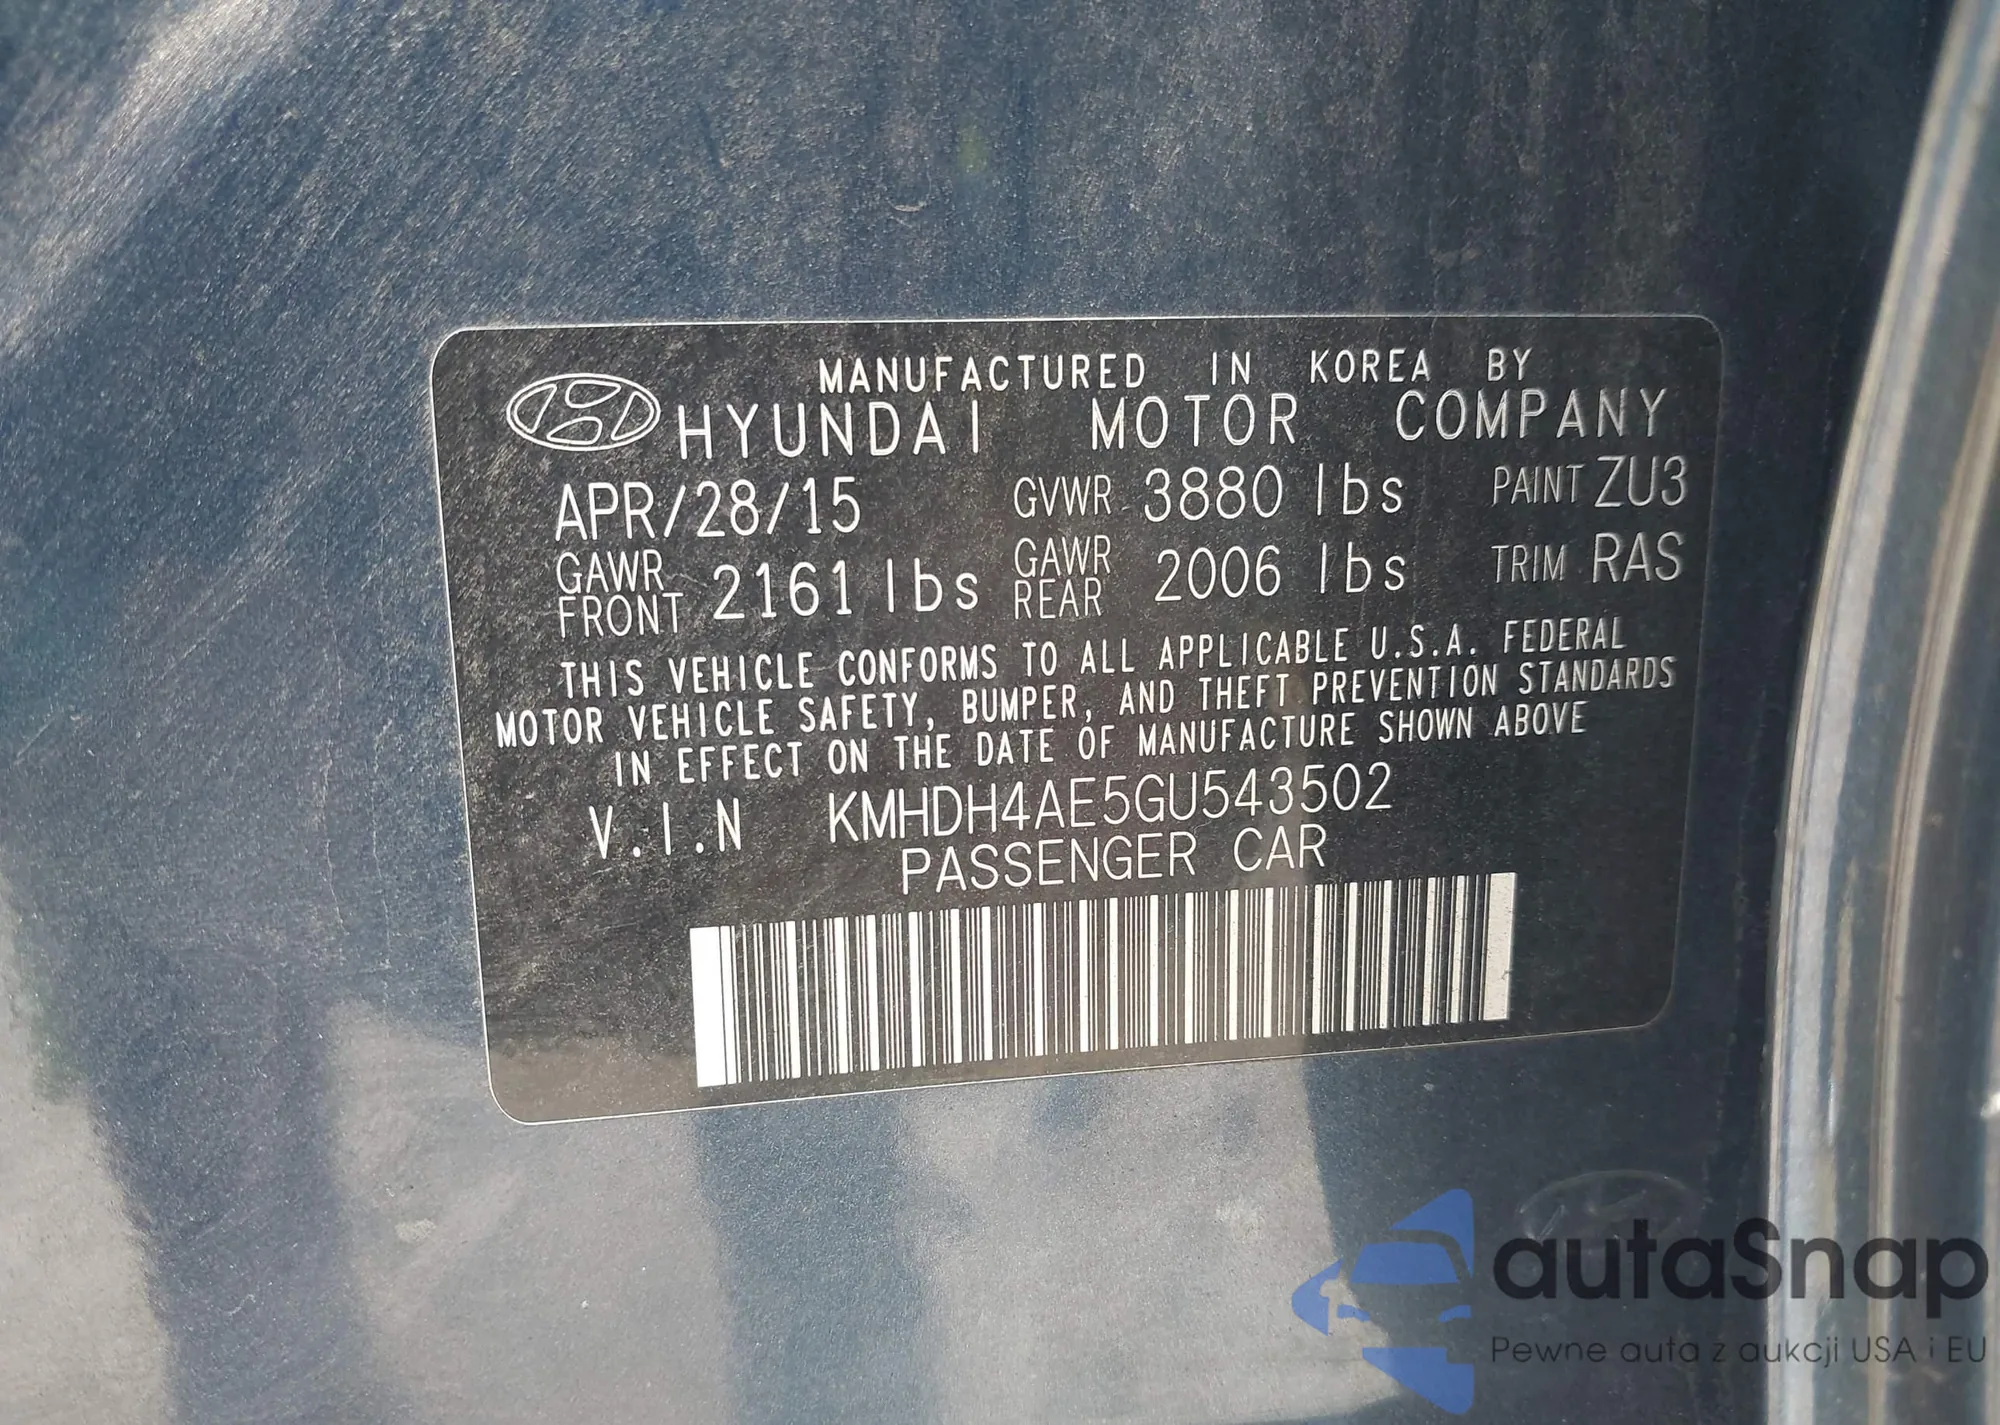 MANUFACTURED IN KOREA BY
HYUNDAI MOTOR COMPANY
APR/28/15 GVWR 3880 lbs PAINT ZU3
GAWR FRONT 2161 lbs GAWR REAR 2006 lbs TRIM RAS
THIS VEHICLE CONFORMS TO ALL APPLICABLE U.S.A. FEDERAL
MOTOR VEHICLE SAFETY, BUMPER, AND THEFT PREVENTION STANDARDS
IN EFFECT ON THE DATE OF MANUFACTURE SHOWN ABOVE
V.I.N KMHDH4AE5GU543502
PASSENGER CAR
autaSnap
Pewne auta z aukcji USA i EU